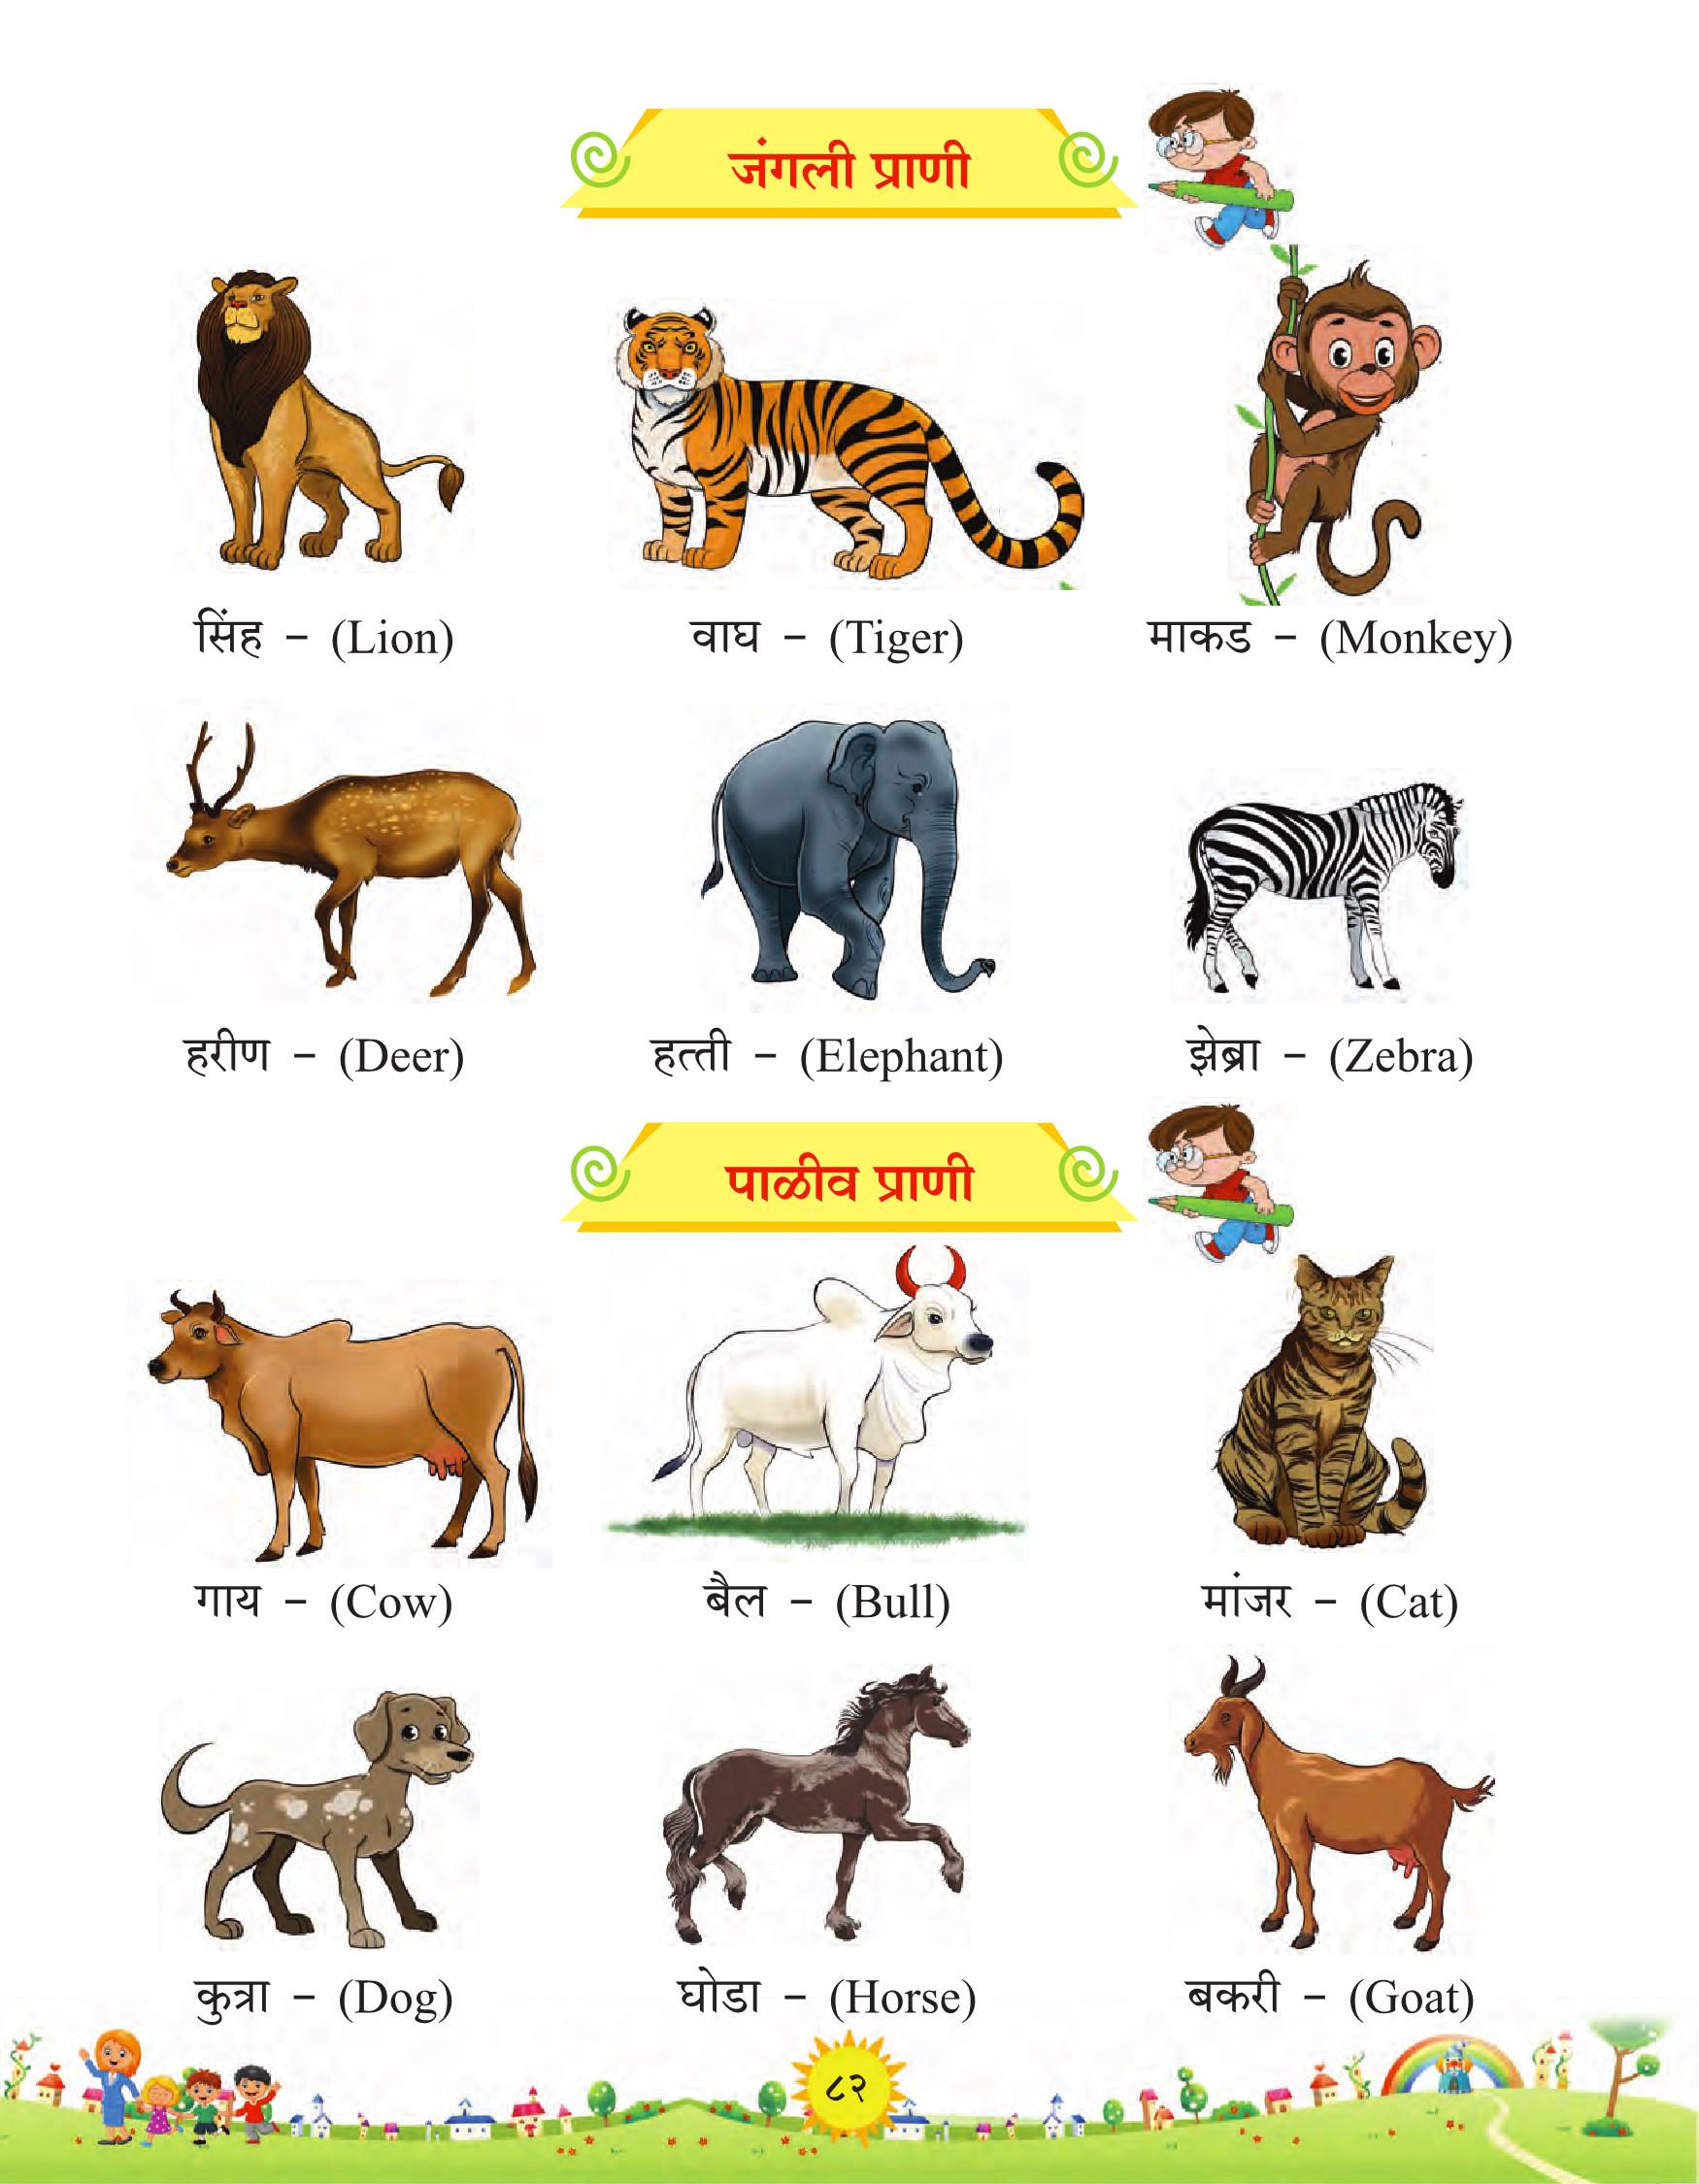 जंगली प्राणी
सिंह – (Lion)
वाघ – (Tiger)
माकड – (Monkey)
हरीण – (Deer)
हत्ती – (Elephant)
झेब्रा – (Zebra)
पाळीव प्राणी
गाय – (Cow)
बैल – (Bull)
मांजर – (Cat)
कुत्रा – (Dog)
घोडा – (Horse)
बकरी – (Goat)
८२